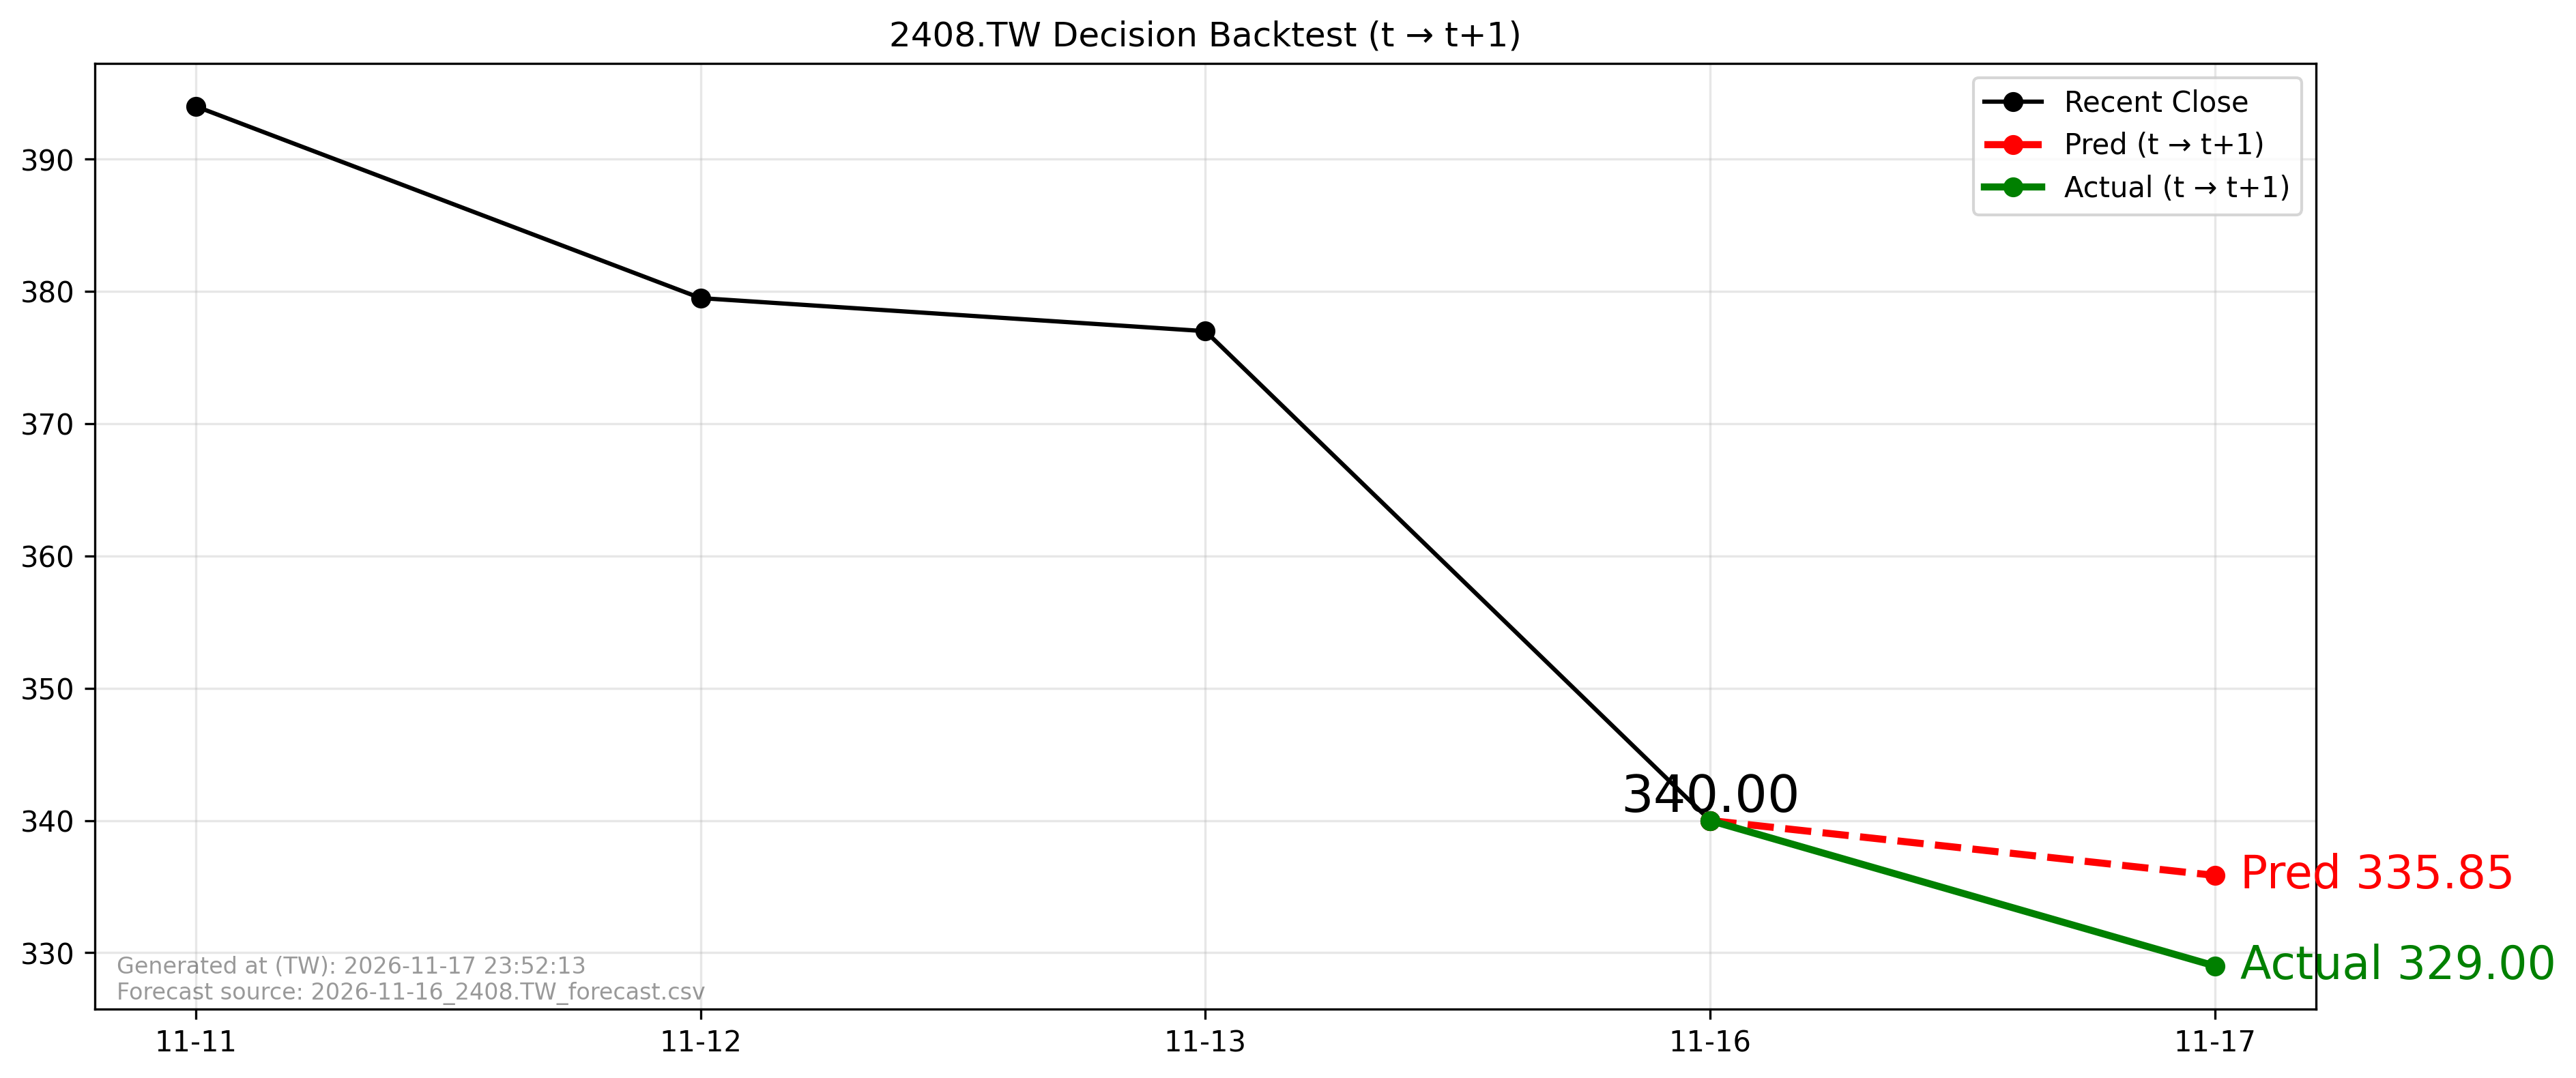 2408.TW Decision Backtest (t → t+1)
Recent Close
Pred (t → t+1)
Actual (t → t+1)
390
380
370
360
350
340
330
340.00
Pred 335.85
Actual 329.00
Generated at (TW): 2026-11-17 23:52:13
Forecast source: 2026-11-16_2408.TW_forecast.csv
11-11
11-12
11-13
11-16
11-17